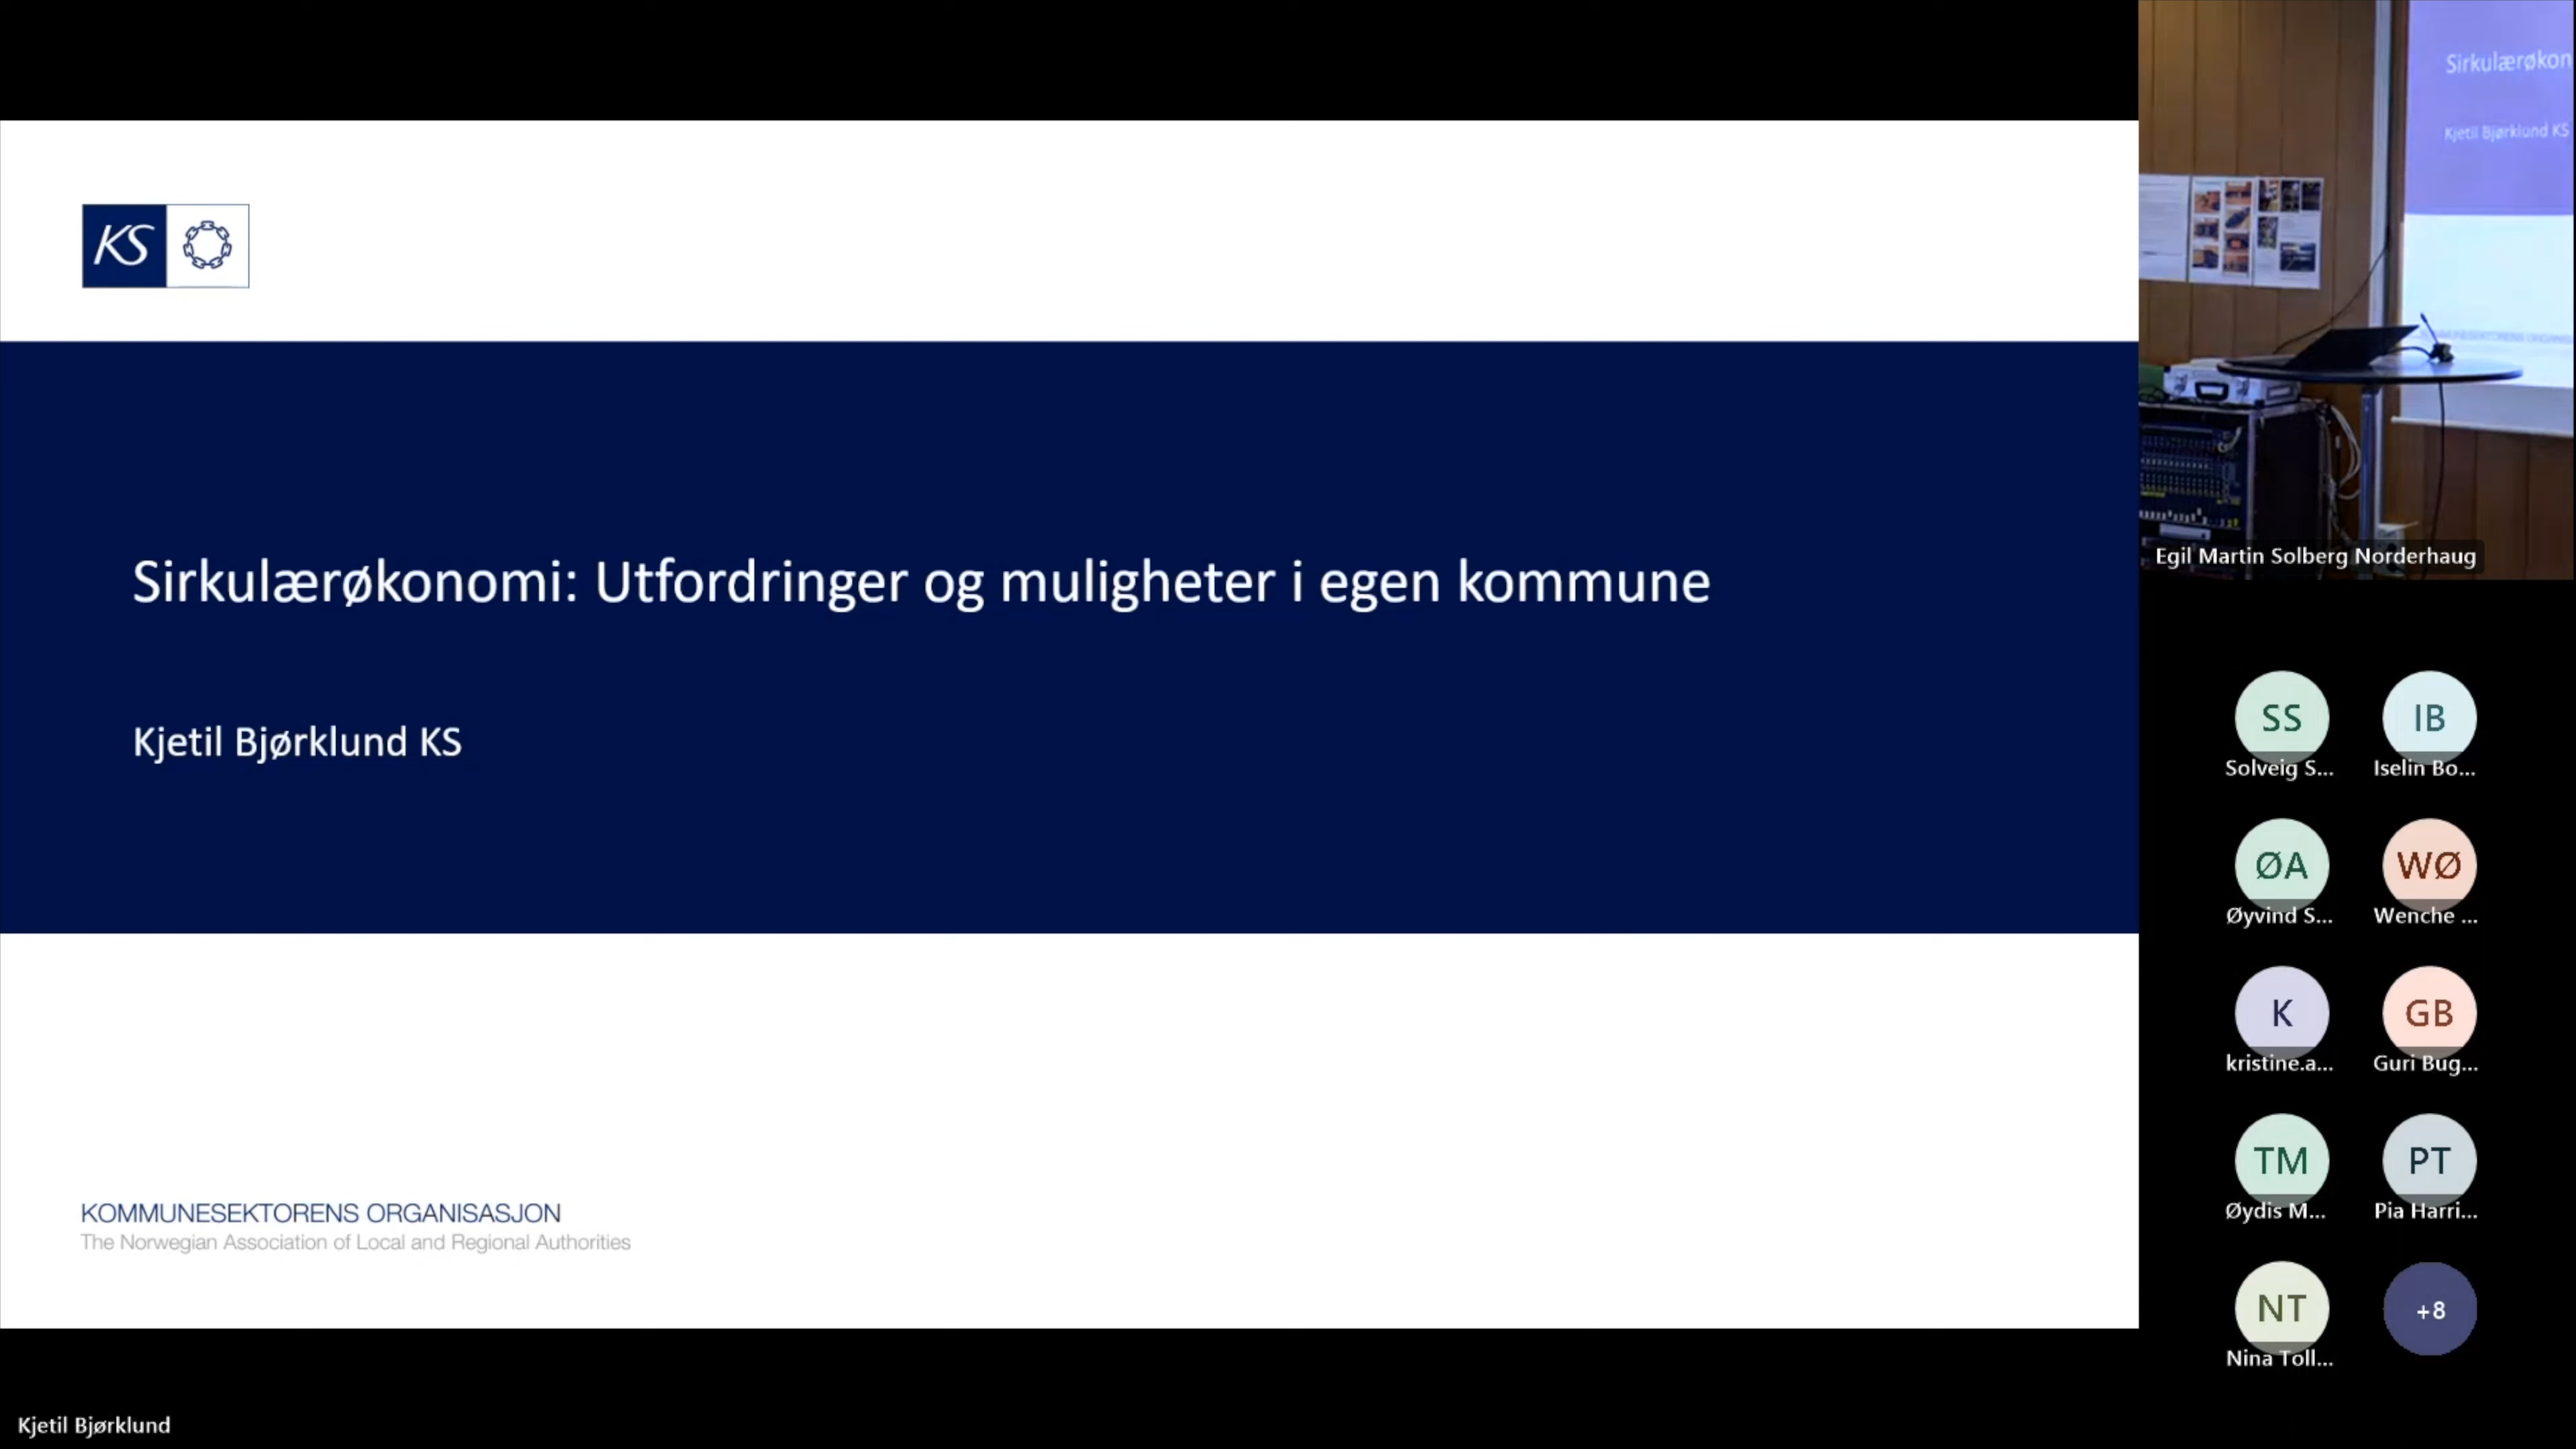 KS
Sirkulærøkonomi: Utfordringer og muligheter i egen kommune
Kjetil Bjørklund KS
KOMMUNESEKTORENS ORGANISASJON
The Norwegian Association of Local and Regional Authorities
Kjetil Bjørklund
Sirkulærøkon
Kjetil Bjørklund KS
Egil Martin Solberg Norderhaug
SS
Solveig S...
IB
Iselin Bo...
ØA
Øyvind S...
WØ
Wenche ...
K
kristine.a...
GB
Guri Bug...
TM
Øydis M...
PT
Pia Harri...
NT
Nina Toll...
+8